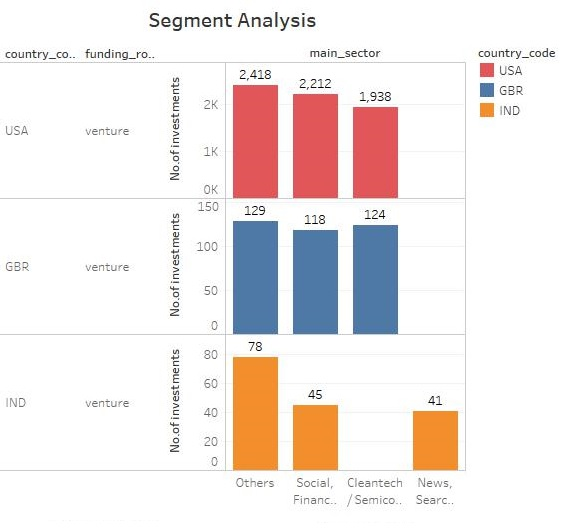 Segment Analysis
country_co.. funding_ro.. main_sector country_code
USA
GBR
IND
USA venture No.of investments 2K 1K 0K 2,418 2,212 1,938
GBR venture No.of investments 150 100 50 0 129 118 124
IND venture No.of investments 80 60 40 20 0 78 45 41
Others Social, Cleantech News,
Financ.. /Semico.. Searc..